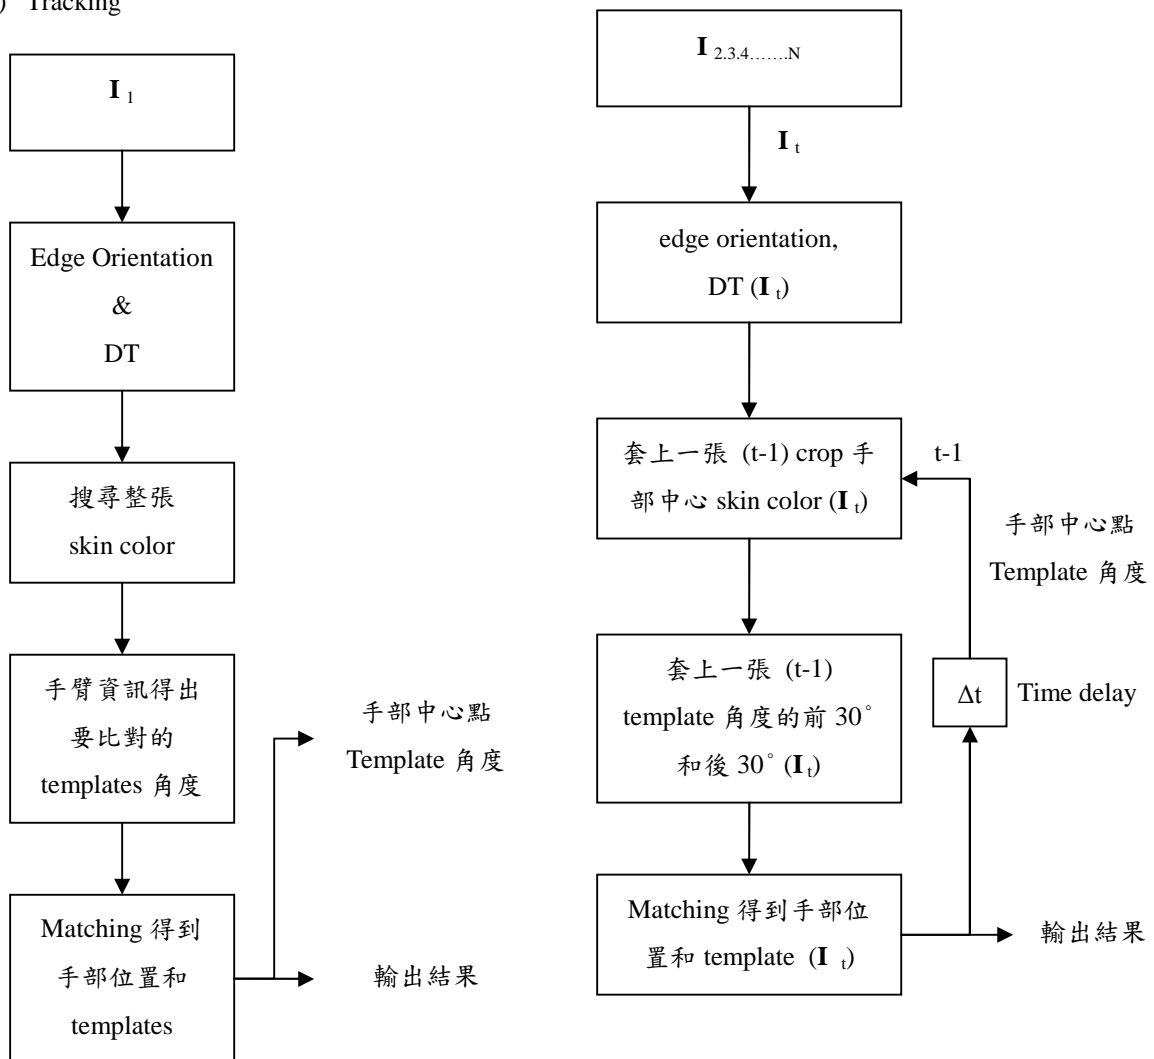 ) Tracking
I 1
Edge Orientation
&
DT
搜尋整張
skin color
手臂資訊得出
要比對的
templates 角度
手部中心點
Template 角度
Matching 得到
手部位置和
templates
輸出結果
I 2.3.4…….N
I t
edge orientation,
DT (I t)
套上一張 (t-1) crop 手
部中心 skin color (I t)
t-1
手部中心點
Template 角度
套上一張 (t-1)
template 角度的前 30°
和後 30° (I t)
Δt
Time delay
Matching 得到手部位
置和 template (I t)
輸出結果